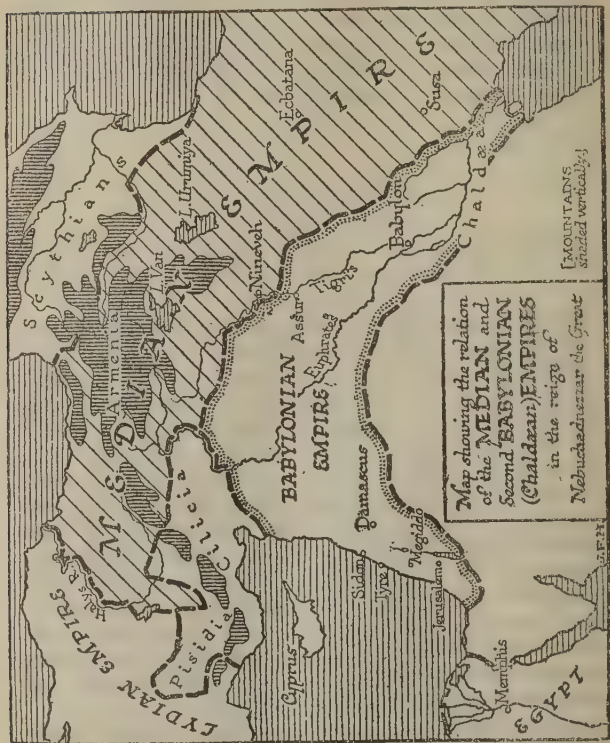 Scythians
Armenia
L. Van
L. Urumiya
Ecbatana
Susa
MEDIAN EMPIRE
Halys R.
LYDIAN EMPIRE
Pisidia
Cilicia
Nineveh
Assur
Tigris
Euphrates
BABYLONIAN
EMPIRE
Babylon
Chaldæa
Cyprus
Damascus
Sidon
Tyre
Megiddo
Jerusalem
Memphis
EGYPT
[MOUNTAINS
shaded vertically]
Map showing the relation
of the MEDIAN and
Second BABYLONIAN
(Chaldæan) EMPIRES
in the reign of
Nebuchadnezzar the Great
J.F.H.